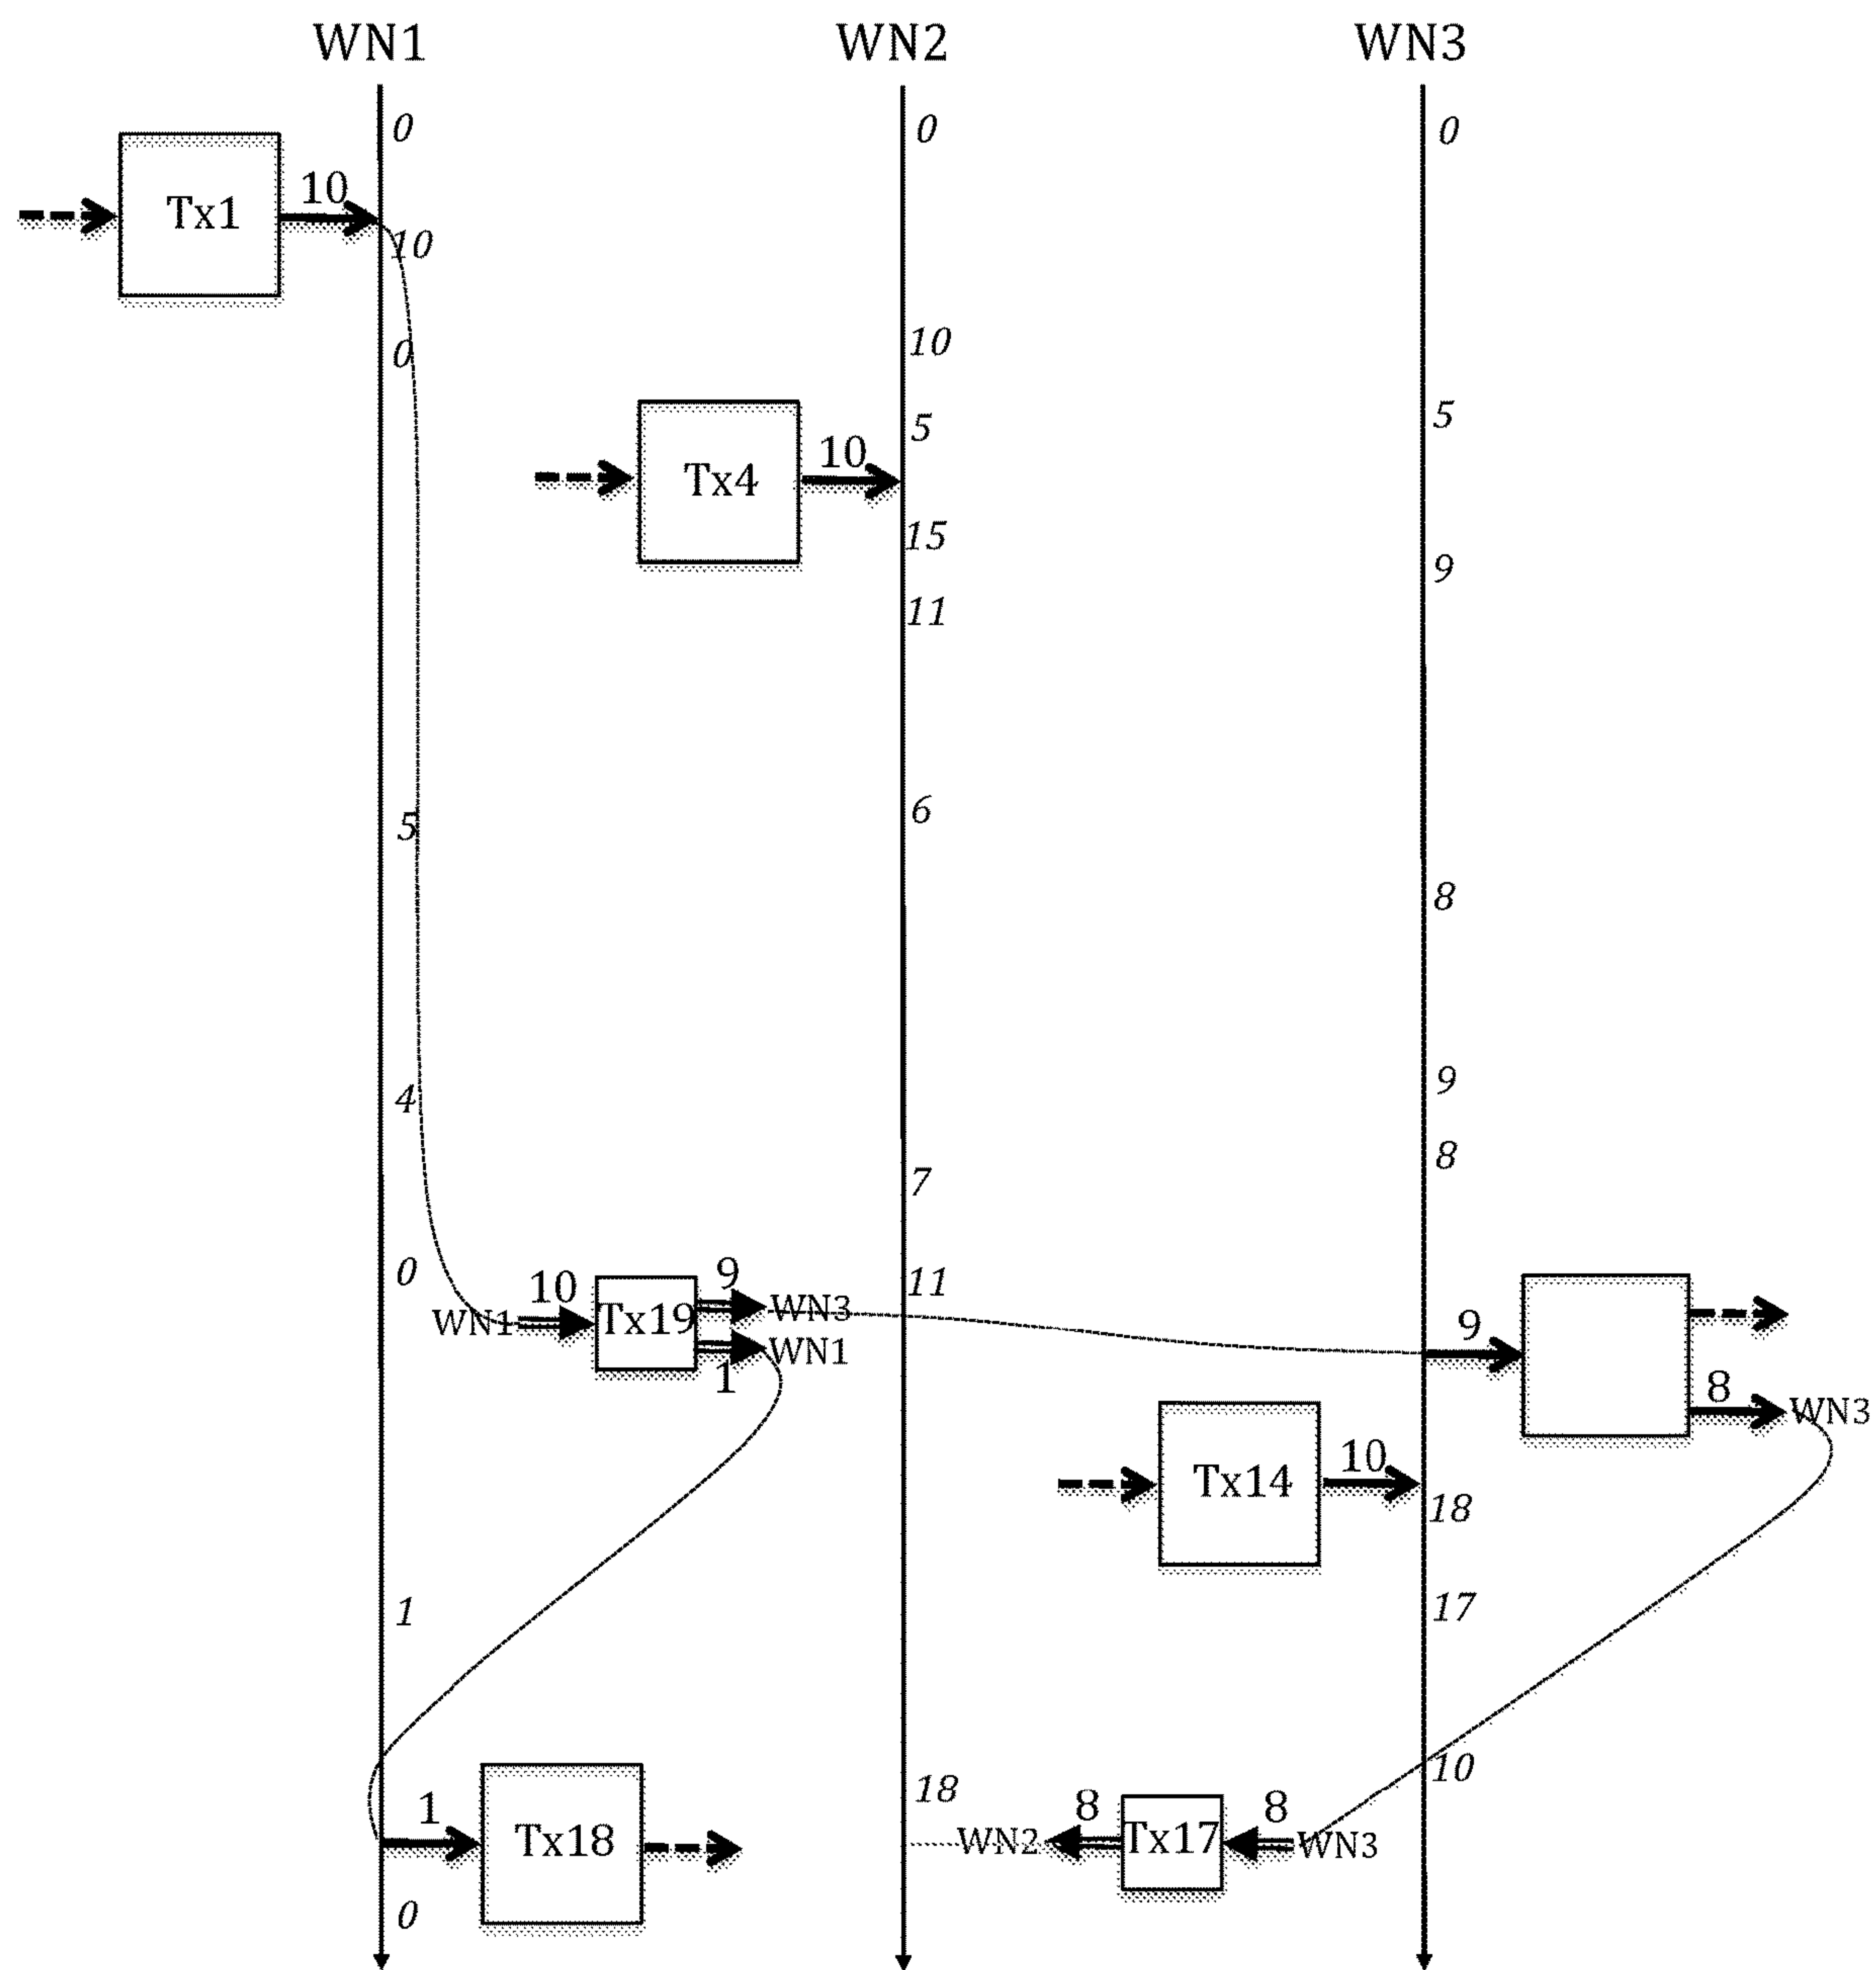 WN1 WN2 WN3
0 0 0
Tx1 10
10
0 10
5 5
Tx4 10
15 9
11
5 6
8
4 9
8
7
0 11
WN1 10 Tx19 9 WN3
1 WN1
9
8 WN3
Tx14 10
18
1 17
10
18
1 Tx18
WN2 8 Tx17 8 WN3
0